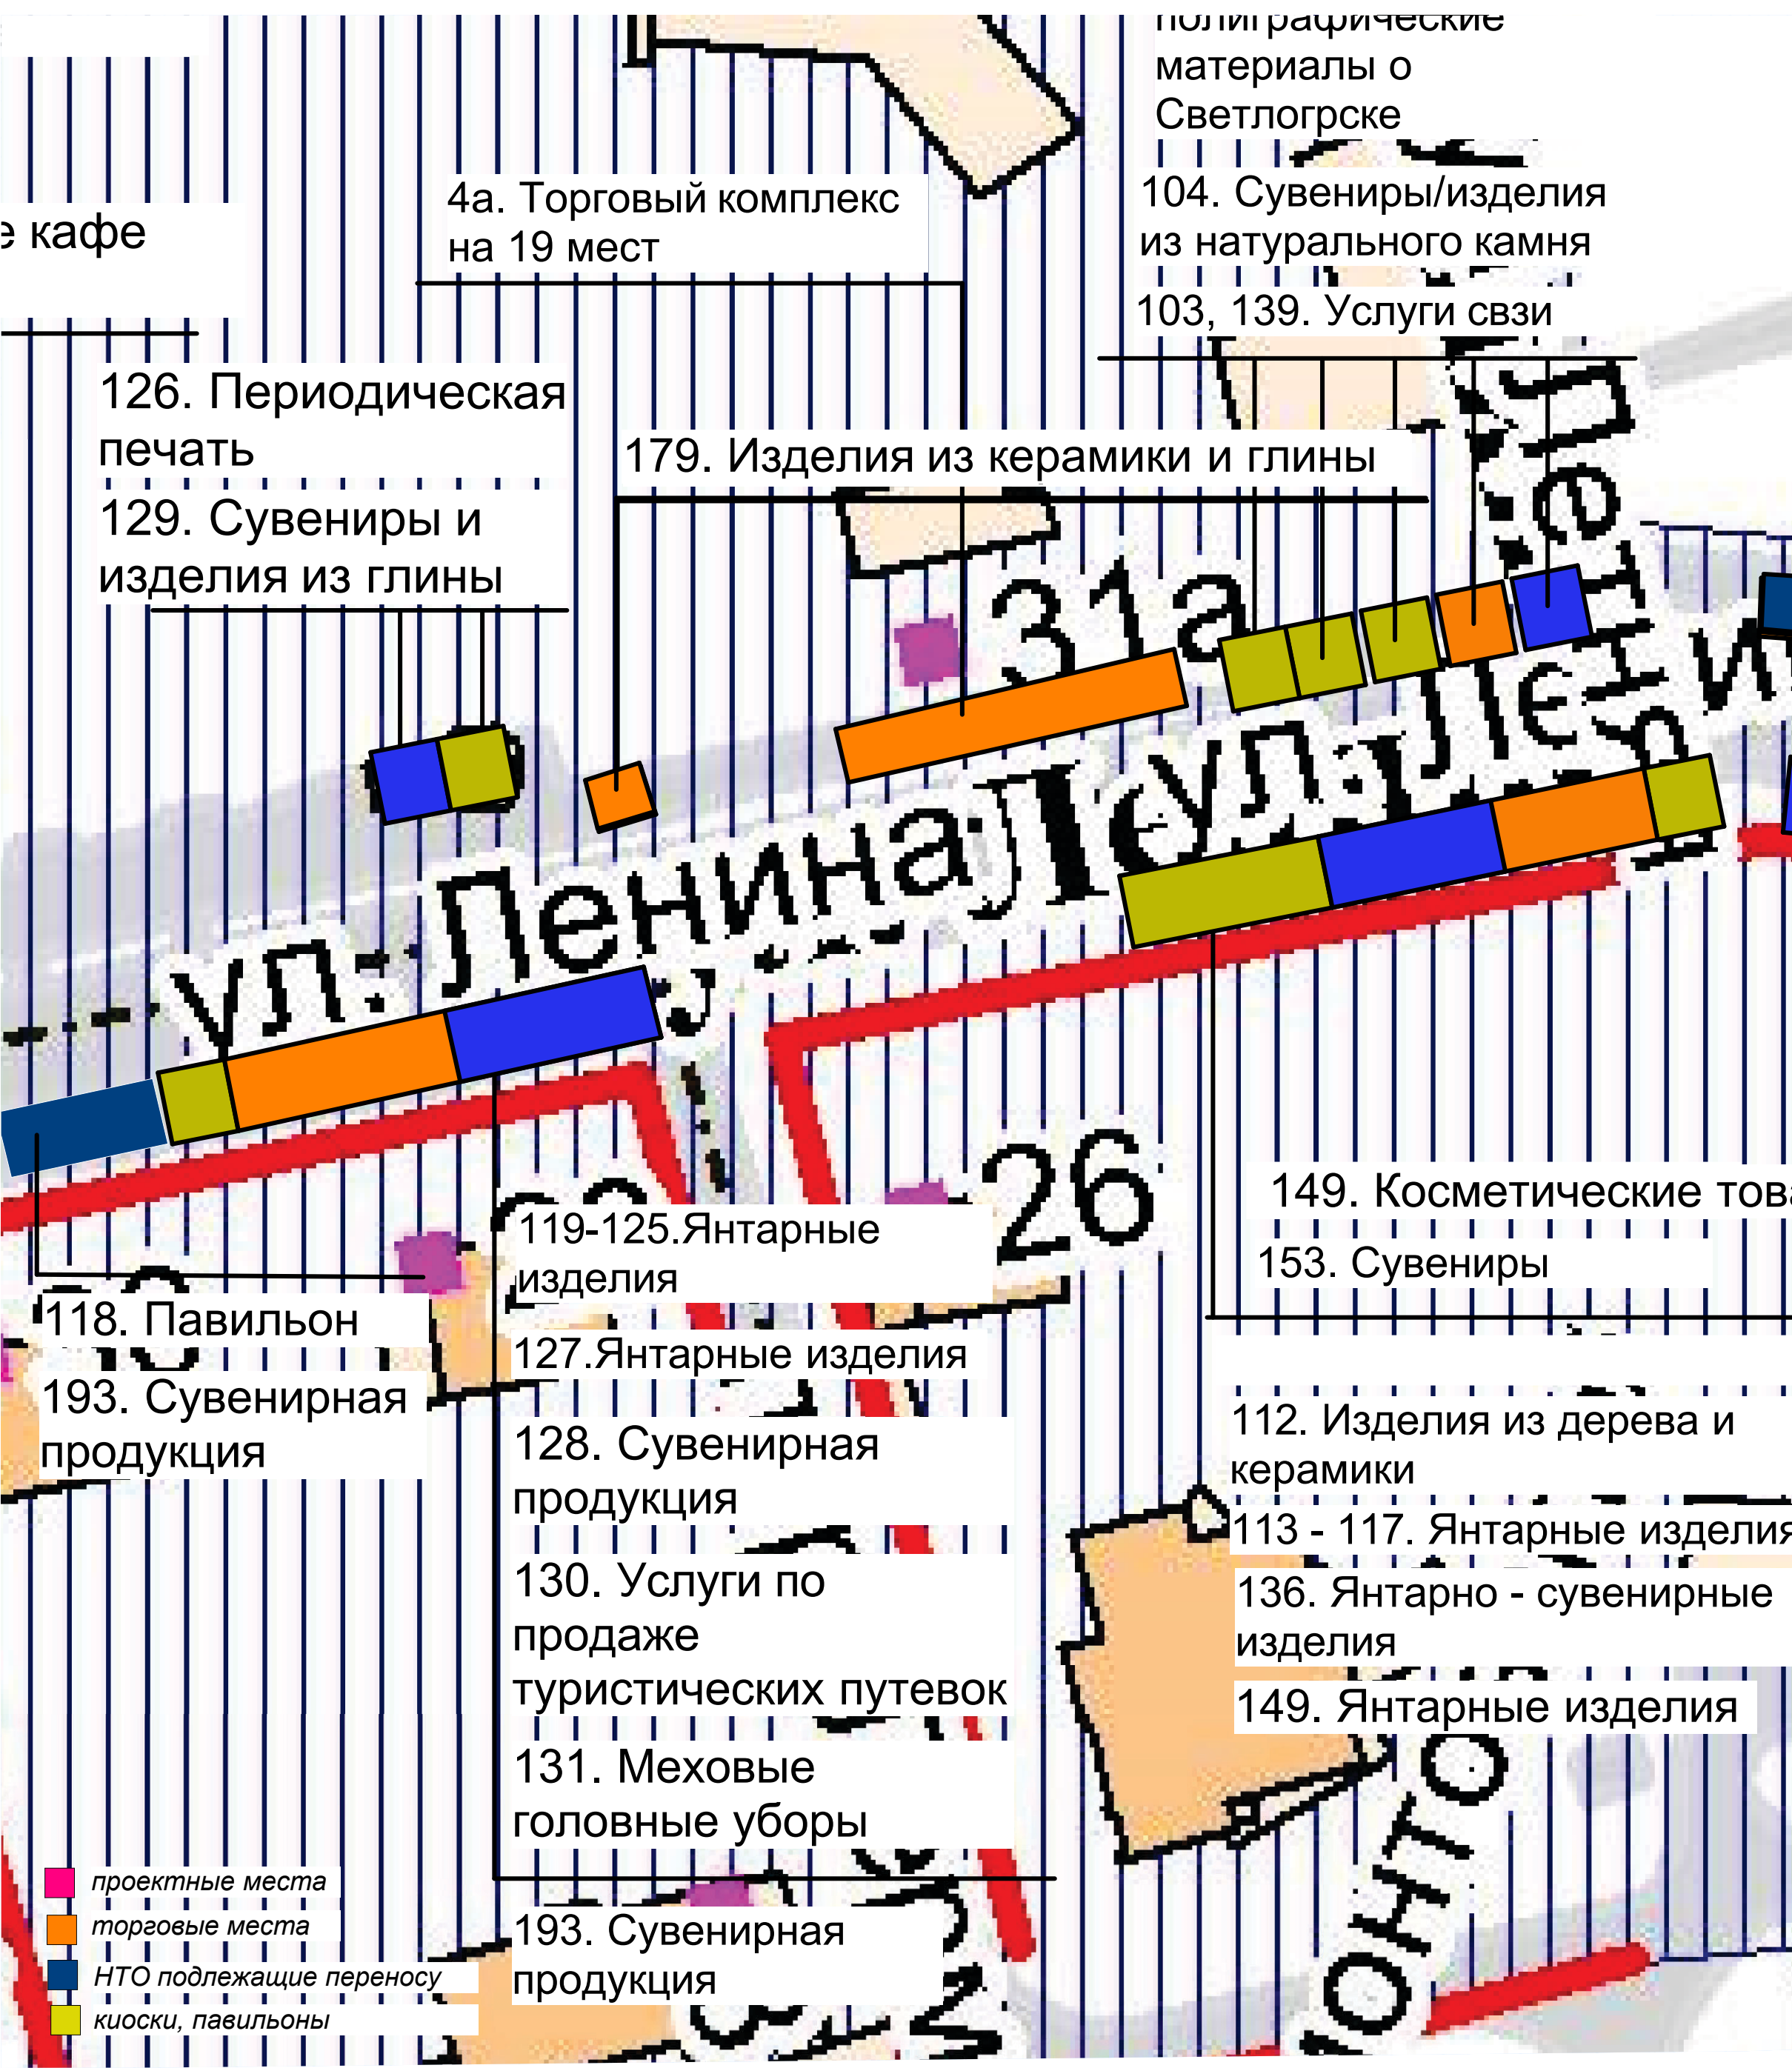 полиграфические
материалы о
Светлогрске
4а. Торговый комплекс
на 19 мест
104. Сувениры/изделия
из натурального камня
кафе
103, 139. Услуги свзи
126. Периодическая
печать
179. Изделия из керамики и глины
129. Сувениры и
изделия из глины
31а
ул. Ленина
ул. Лени
26
149. Косметические
119-125.Янтарные
изделия
153. Сувениры
118. Павильон
127.Янтарные изделия
193. Сувенирная
продукция
112. Изделия из дерева и
керамики
128. Сувенирная
продукция
113 - 117. Янтарные изделия
130. Услуги по
продаже
туристических путевок
136. Янтарно - сувенирные
изделия
149. Янтарные изделия
131. Меховые
головные уборы
193. Сувенирная
продукция
проектные места
торговые места
НТО подлежащие переносу
киоски, павильоны